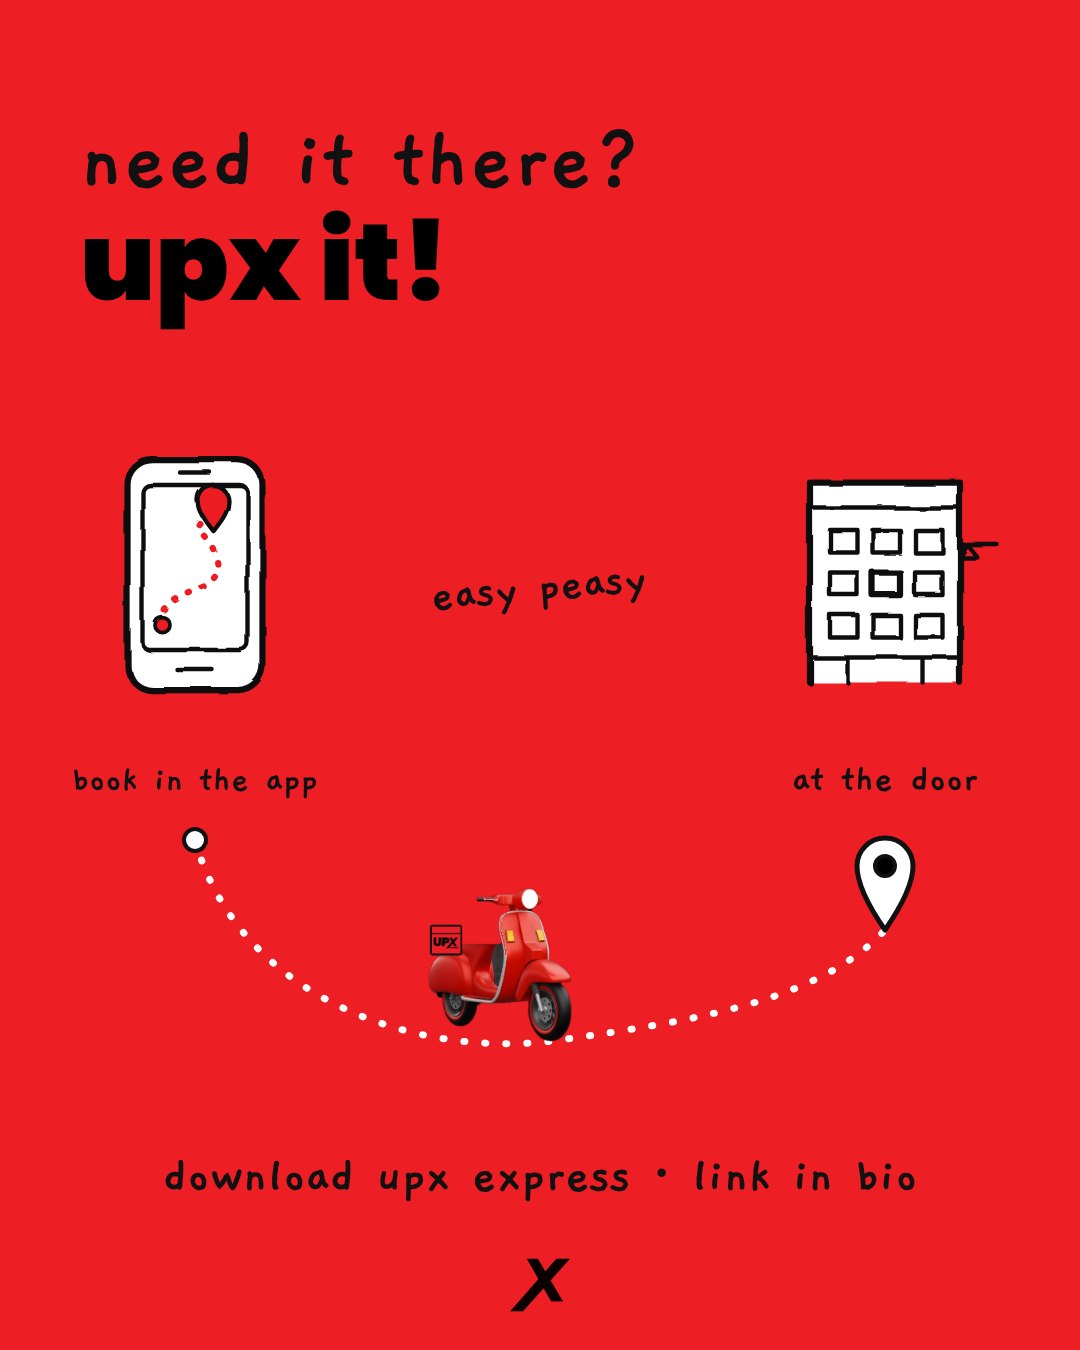 need it there?
upx it!
easy peasy
book in the app
at the door
UPX
download upx express • link in bio
X